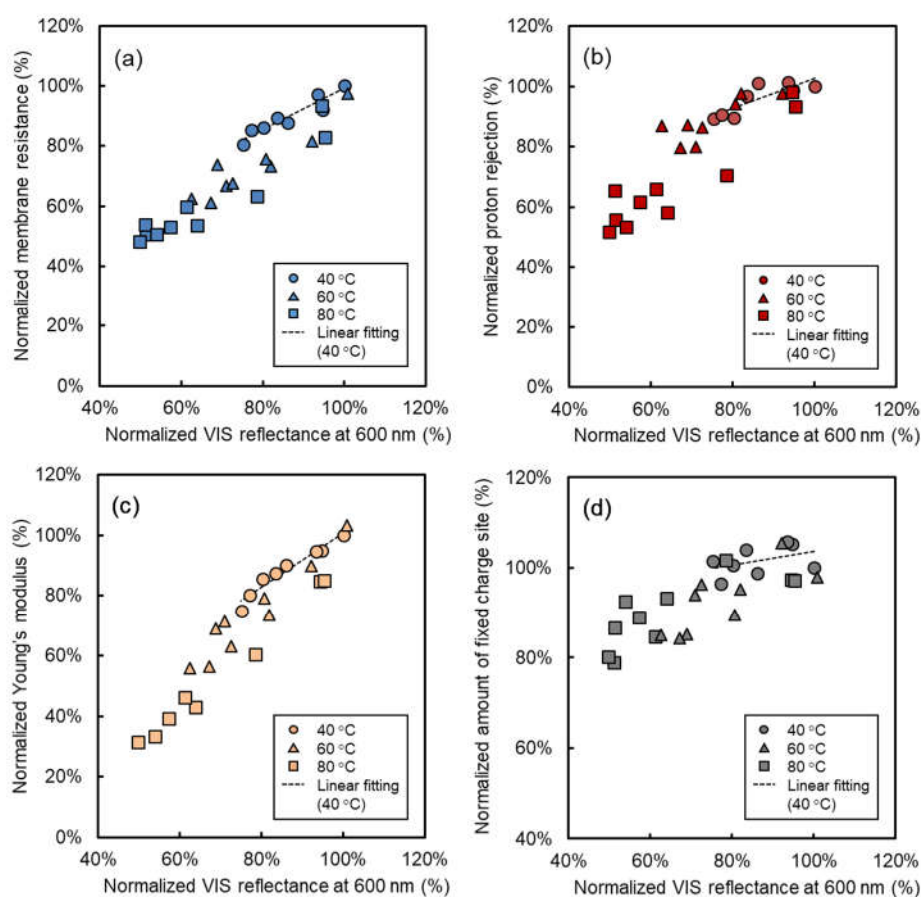 (a)
Normalized membrane resistance (%)
120%
100%
80%
60%
40%
20%
0%
40% 60% 80% 100% 120%
Normalized VIS reflectance at 600 nm (%)
40 °C
60 °C
80 °C
Linear fitting
(40 °C)
(b)
Normalized proton rejection (%)
120%
100%
80%
60%
40%
20%
0%
40% 60% 80% 100% 120%
Normalized VIS reflectance at 600 nm (%)
40 °C
60 °C
80 °C
Linear fitting
(40 °C)
(c)
Normalized Young's modulus (%)
120%
100%
80%
60%
40%
20%
0%
40% 60% 80% 100% 120%
Normalized VIS reflectance at 600 nm (%)
40 °C
60 °C
80 °C
Linear fitting
(40 °C)
(d)
Normalized amount of fixed charge site (%)
120%
100%
80%
60%
40%
40% 60% 80% 100% 120%
Normalized VIS reflectance at 600 nm (%)
40 °C
60 °C
80 °C
Linear fitting
(40 °C)